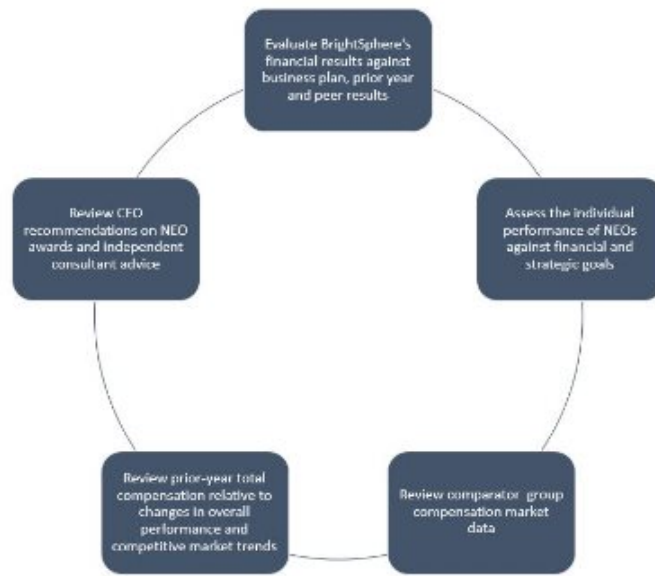 Evaluate BrightSphere's
financial results against
business plan, prior year
and peer results
Assess the individual
performance of NEOs
against financial and
strategic goals
Review comparator group
compensation market
data
Review prior-year total
compensation relative to
changes in overall
performance and
competitive market trends
Review CEO
recommendations on NEO
awards and independent
consultant advice